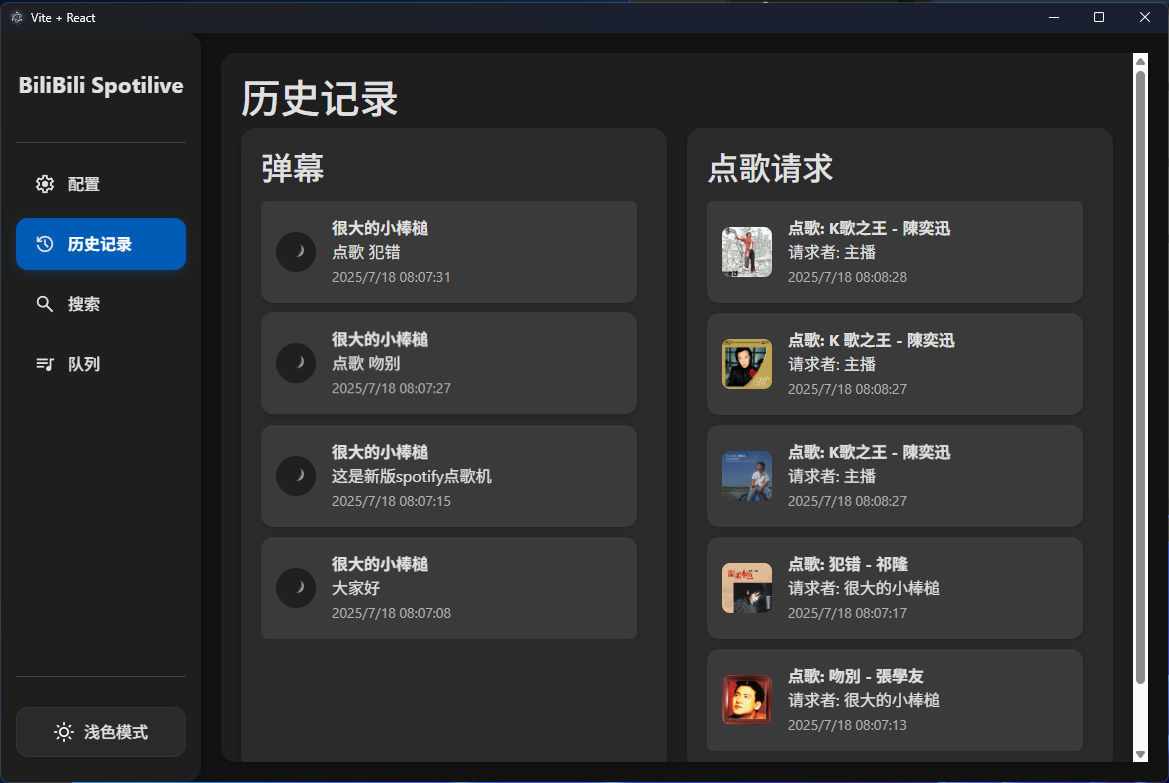 Vite + React
BiliBili Spotilive
配置
历史记录
搜索
队列
浅色模式
历史记录
弹幕
很大的小棒槌
点歌 犯错
2025/7/18 08:07:31
很大的小棒槌
点歌 吻别
2025/7/18 08:07:27
很大的小棒槌
这是新版spotify点歌机
2025/7/18 08:07:15
很大的小棒槌
大家好
2025/7/18 08:07:08
点歌请求
点歌: K歌之王 - 陳奕迅
请求者: 主播
2025/7/18 08:08:28
点歌: K 歌之王 - 陳奕迅
请求者: 主播
2025/7/18 08:08:27
点歌: K歌之王 - 陳奕迅
请求者: 主播
2025/7/18 08:08:27
点歌: 犯错 - 祁隆
请求者: 很大的小棒槌
2025/7/18 08:07:17
点歌: 吻別 - 張學友
请求者: 很大的小棒槌
2025/7/18 08:07:13